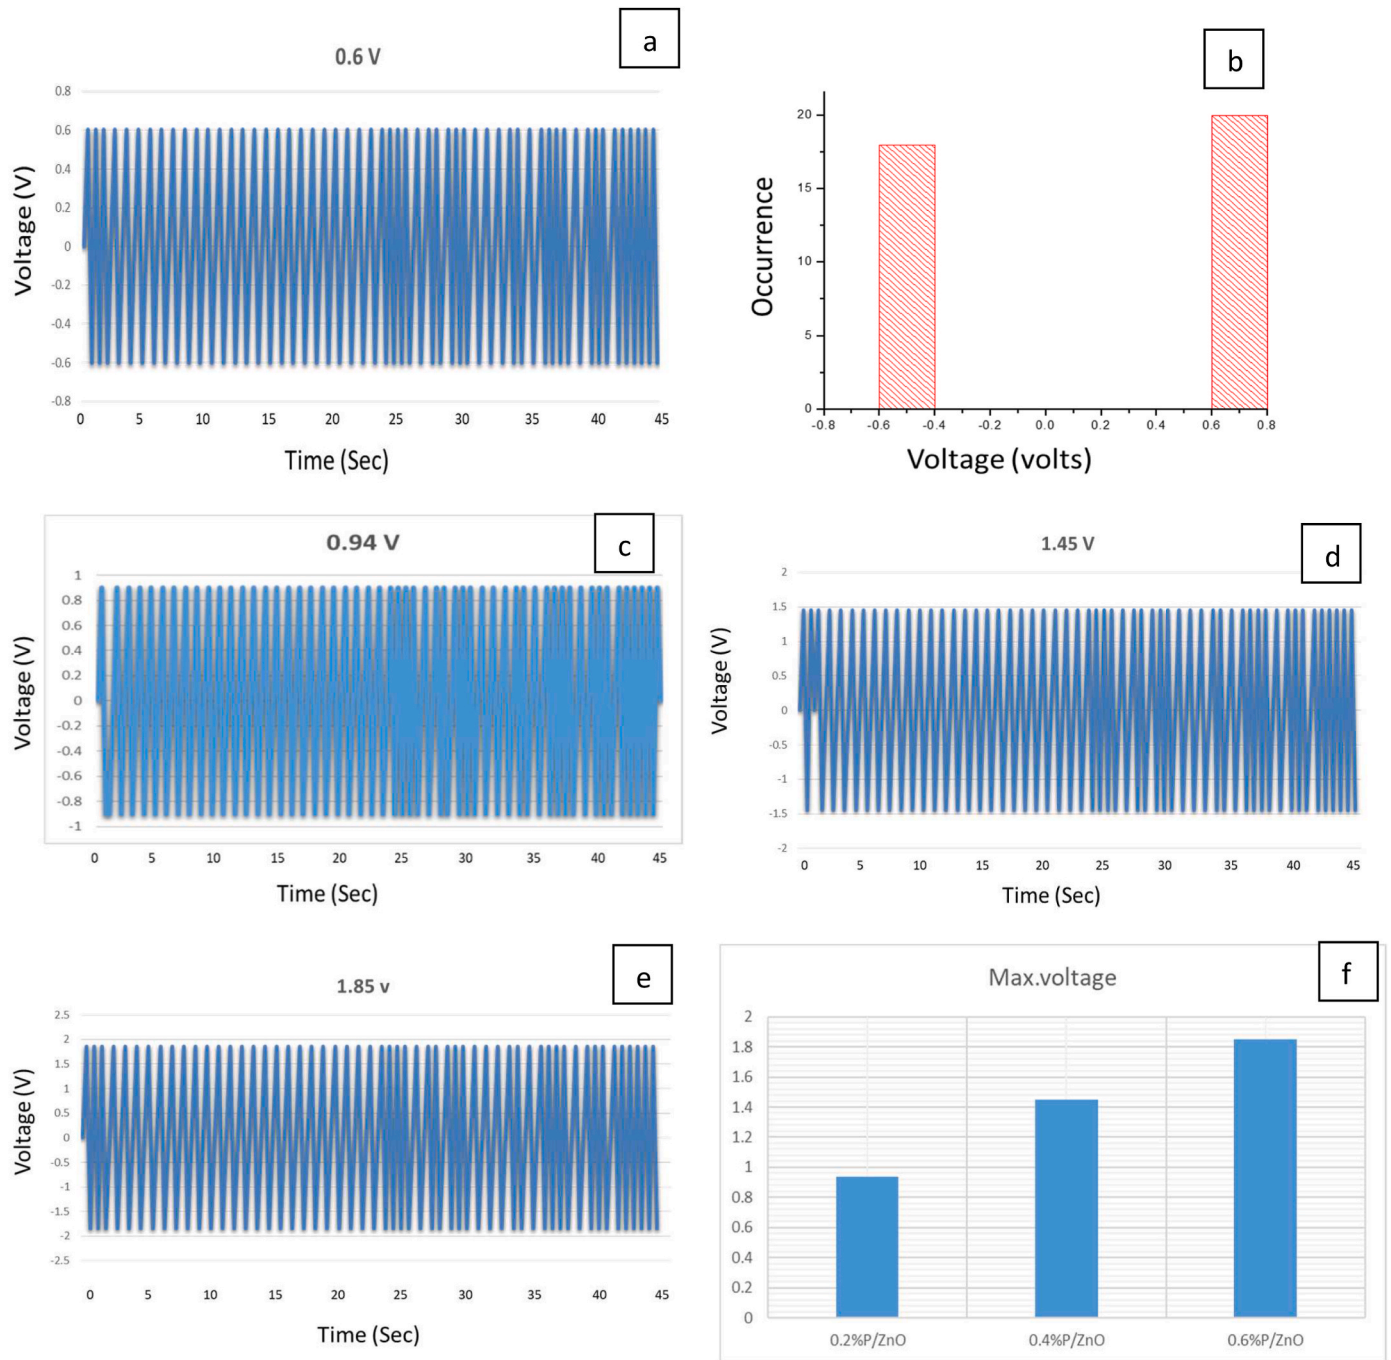 a
0.6 V
0.8
0.6
0.4
0.2
0
-0.2
-0.4
-0.6
-0.8
Voltage (V)
0 5 10 15 20 25 30 35 40 45
Time (Sec)
b
20
15
10
5
0
Occurrence
-0.8 -0.6 -0.4 -0.2 0.0 0.2 0.4 0.6 0.8
Voltage (volts)
c
0.94 V
1
0.8
0.6
0.4
0.2
0
-0.2
-0.4
-0.6
-0.8
-1
Voltage (V)
0 5 10 15 20 25 30 35 40 45
Time (Sec)
d
1.45 V
2
1.5
1
0.5
0
-0.5
-1
-1.5
-2
Voltage (V)
0 5 10 15 20 25 30 35 40 45
Time (Sec)
e
1.85 v
2.5
2
1.5
1
0.5
0
-0.5
-1
-1.5
-2
-2.5
Voltage (V)
0 5 10 15 20 25 30 35 40 45
Time (Sec)
f
Max.voltage
2
1.8
1.6
1.4
1.2
1
0.8
0.6
0.4
0.2
0
0.2%P/ZnO 0.4%P/ZnO 0.6%P/ZnO